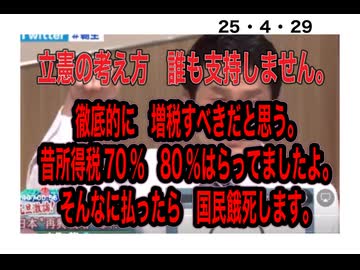 25・4・29
Twitter #朝生
立憲の考え方 誰も支持しません。
徹底的に 増税すべきだと思う。
昔所得税70％ 80％はらってましたよ。
そんなに払ったら 国民餓死します。